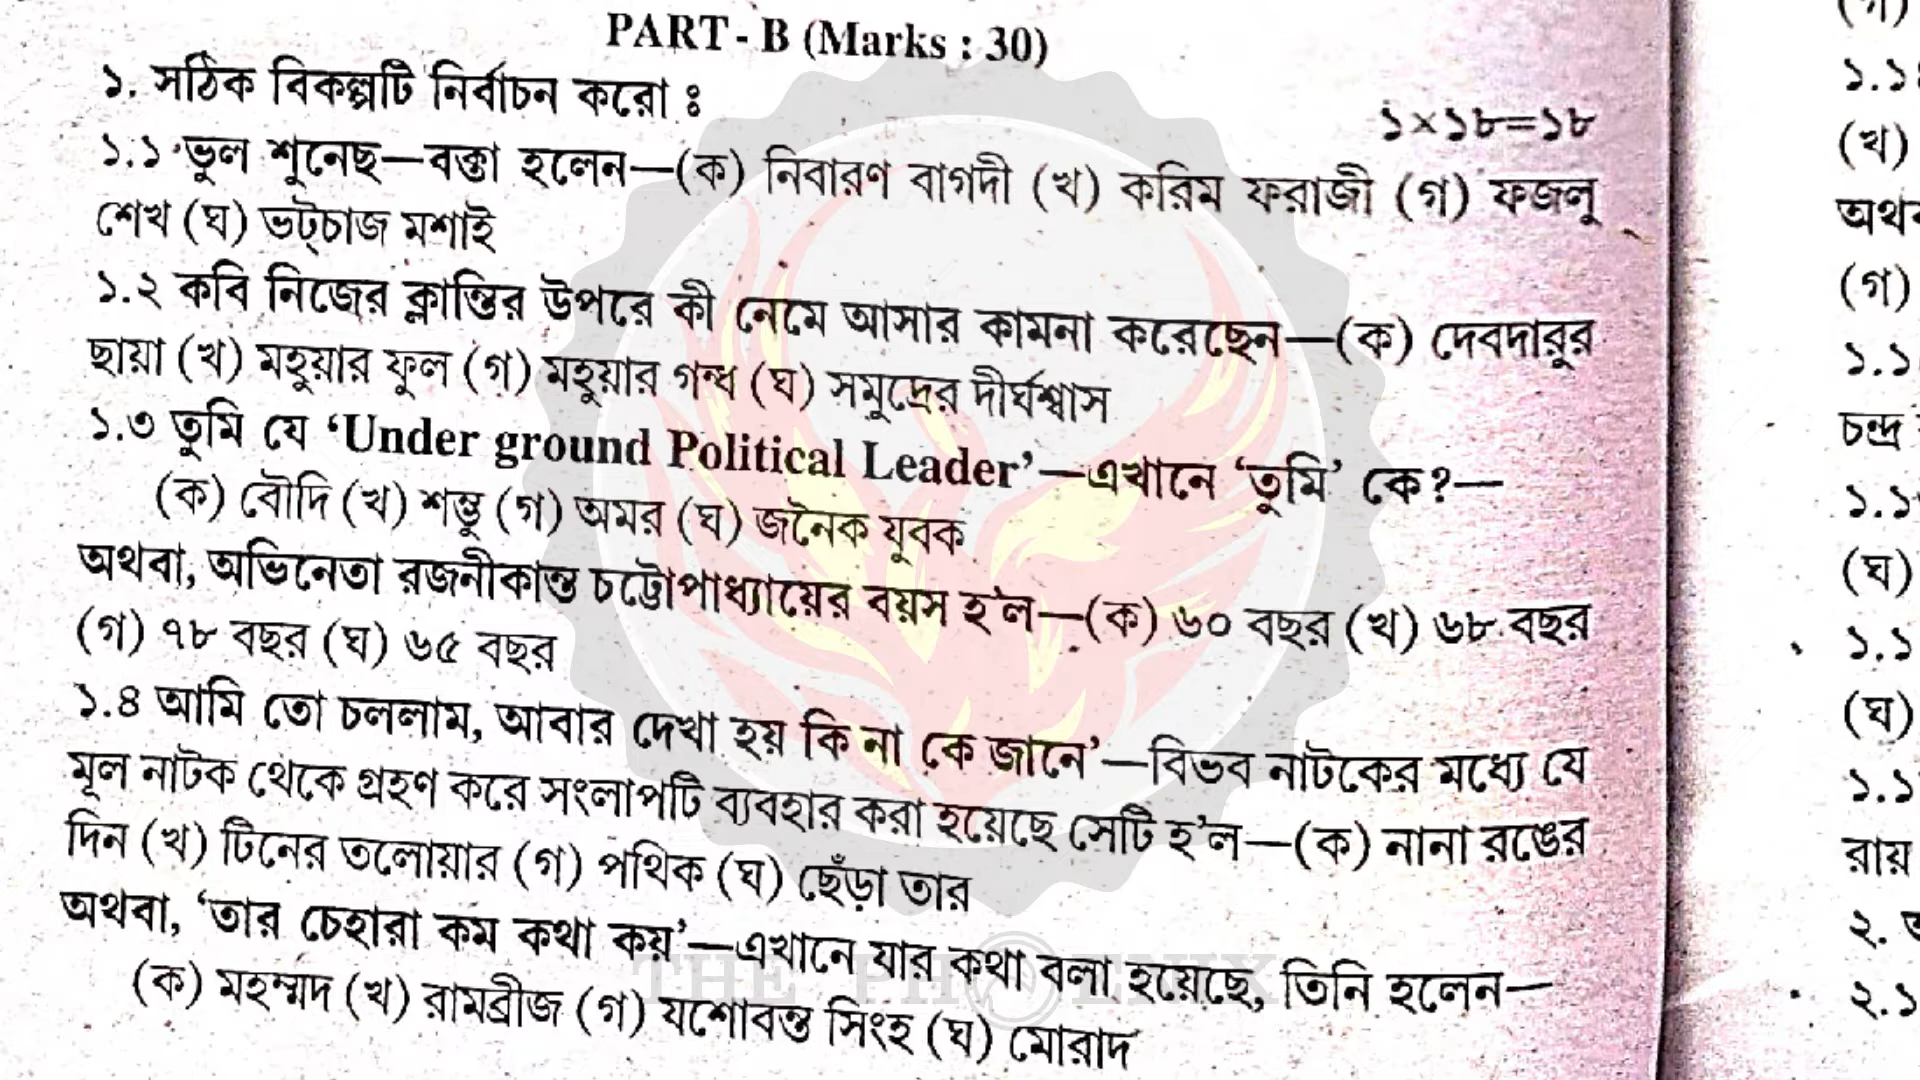 PART - B (Marks : 30)
১. সঠিক বিকল্পটি নির্বাচন করো ঃ
১×১৮=১৮
১.১ ভুল শুনেছ—বক্তা হলেন—(ক) নিবারণ বাগদী (খ) করিম ফরাজী (গ) ফজলু
শেখ (ঘ) ভট্‌চাজ মশাই
১.২ কবি নিজের ক্লান্তির উপরে কী নেমে আসার কামনা করেছেন—(ক) দেবদারুর
ছায়া (খ) মহুয়ার ফুল (গ) মহুয়ার গন্ধ (ঘ) সমুদ্রের দীর্ঘশ্বাস
১.৩ তুমি যে ‘Under ground Political Leader’—এখানে ‘তুমি’ কে?—
(ক) বৌদি (খ) শম্ভু (গ) অমর (ঘ) জনৈক যুবক
অথবা, অভিনেতা রজনীকান্ত চট্টোপাধ্যায়ের বয়স হ'ল—(ক) ৬০ বছর (খ) ৬৮ বছর
(গ) ৭৮ বছর (ঘ) ৬৫ বছর
১.৪ আমি তো চললাম, আবার দেখা হয় কি না কে জানে’—বিভব নাটকের মধ্যে যে
মূল নাটক থেকে গ্রহণ করে সংলাপটি ব্যবহার করা হয়েছে সেটি হ’ল—(ক) নানা রঙের
দিন (খ) টিনের তলোয়ার (গ) পথিক (ঘ) ছেঁড়া তার
অথবা, ‘তার চেহারা কম কথা কয়’—এখানে যার কথা বলা হয়েছে, তিনি হলেন—
(ক) মহম্মদ (খ) রামব্রীজ (গ) যশোবন্ত সিংহ (ঘ) মোরাদ
THE PHOENIX
(গ)
(খ)
(গ)
চন্দ্র
(ঘ)
(ঘ)
রায়
২.